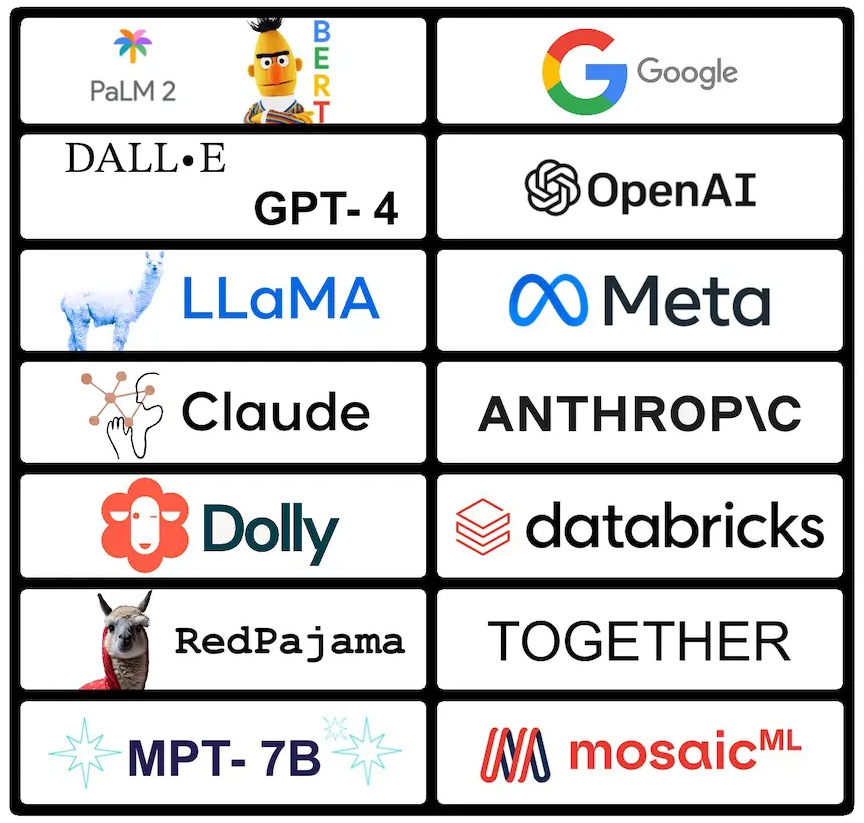 PaLM 2
BERT
Google
DALL•E
GPT- 4
OpenAI
LLaMA
Meta
Claude
ANTHROP\C
Dolly
databricks
RedPajama
TOGETHER
MPT- 7B
mosaicML